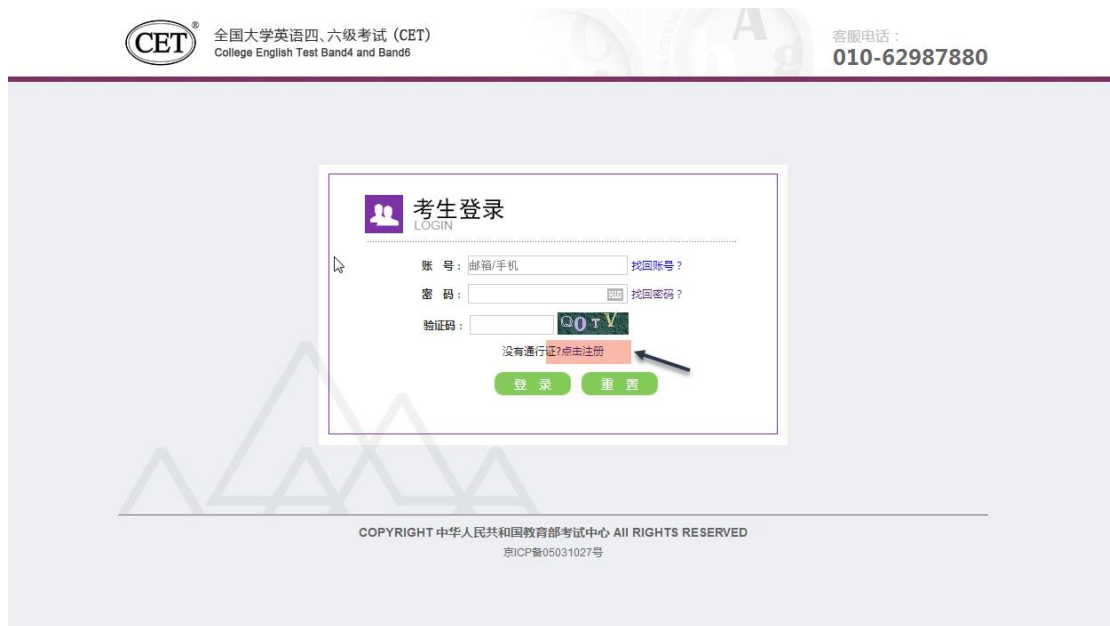 CET®
全国大学英语四、六级考试(CET)
College English Test Band4 and Band6
客服电话:
010-62987880
考生登录
LOGIN
账 号: 邮箱/手机 找回账号?
密 码: 找回密码?
验证码: QOTV
没有通行证?点击注册
登 录 重 置
COPYRIGHT 中华人民共和国教育部考试中心 All RIGHTS RESERVED
京ICP备05031027号